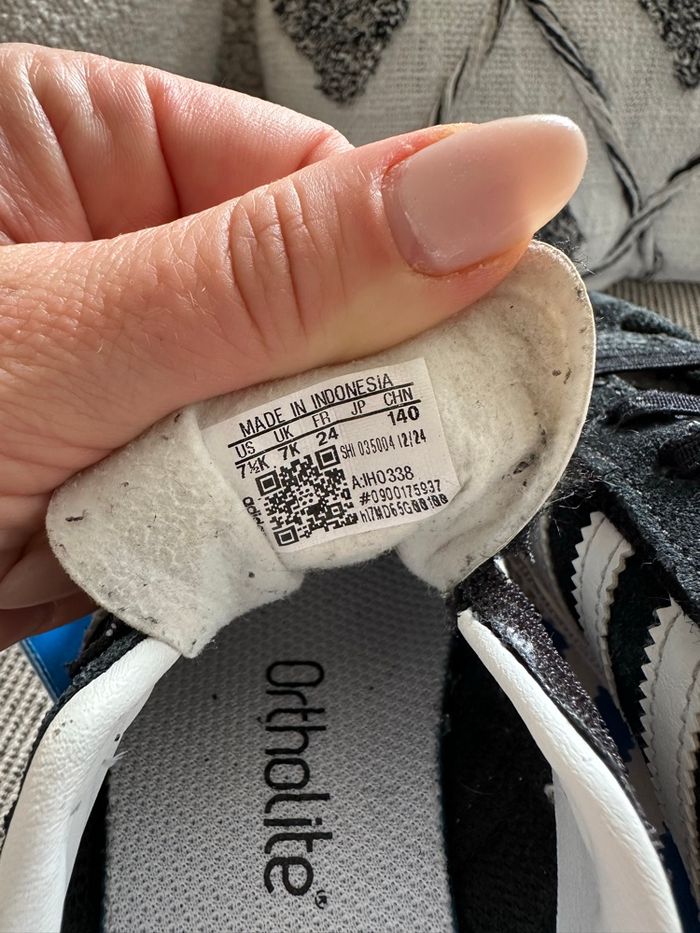 MADE IN INDONESIA
US UK FR JP CHN
7½K 7K 24 140
SHI 035004 12/24
A:IH0338
#0900175937
adidas
Ortholite